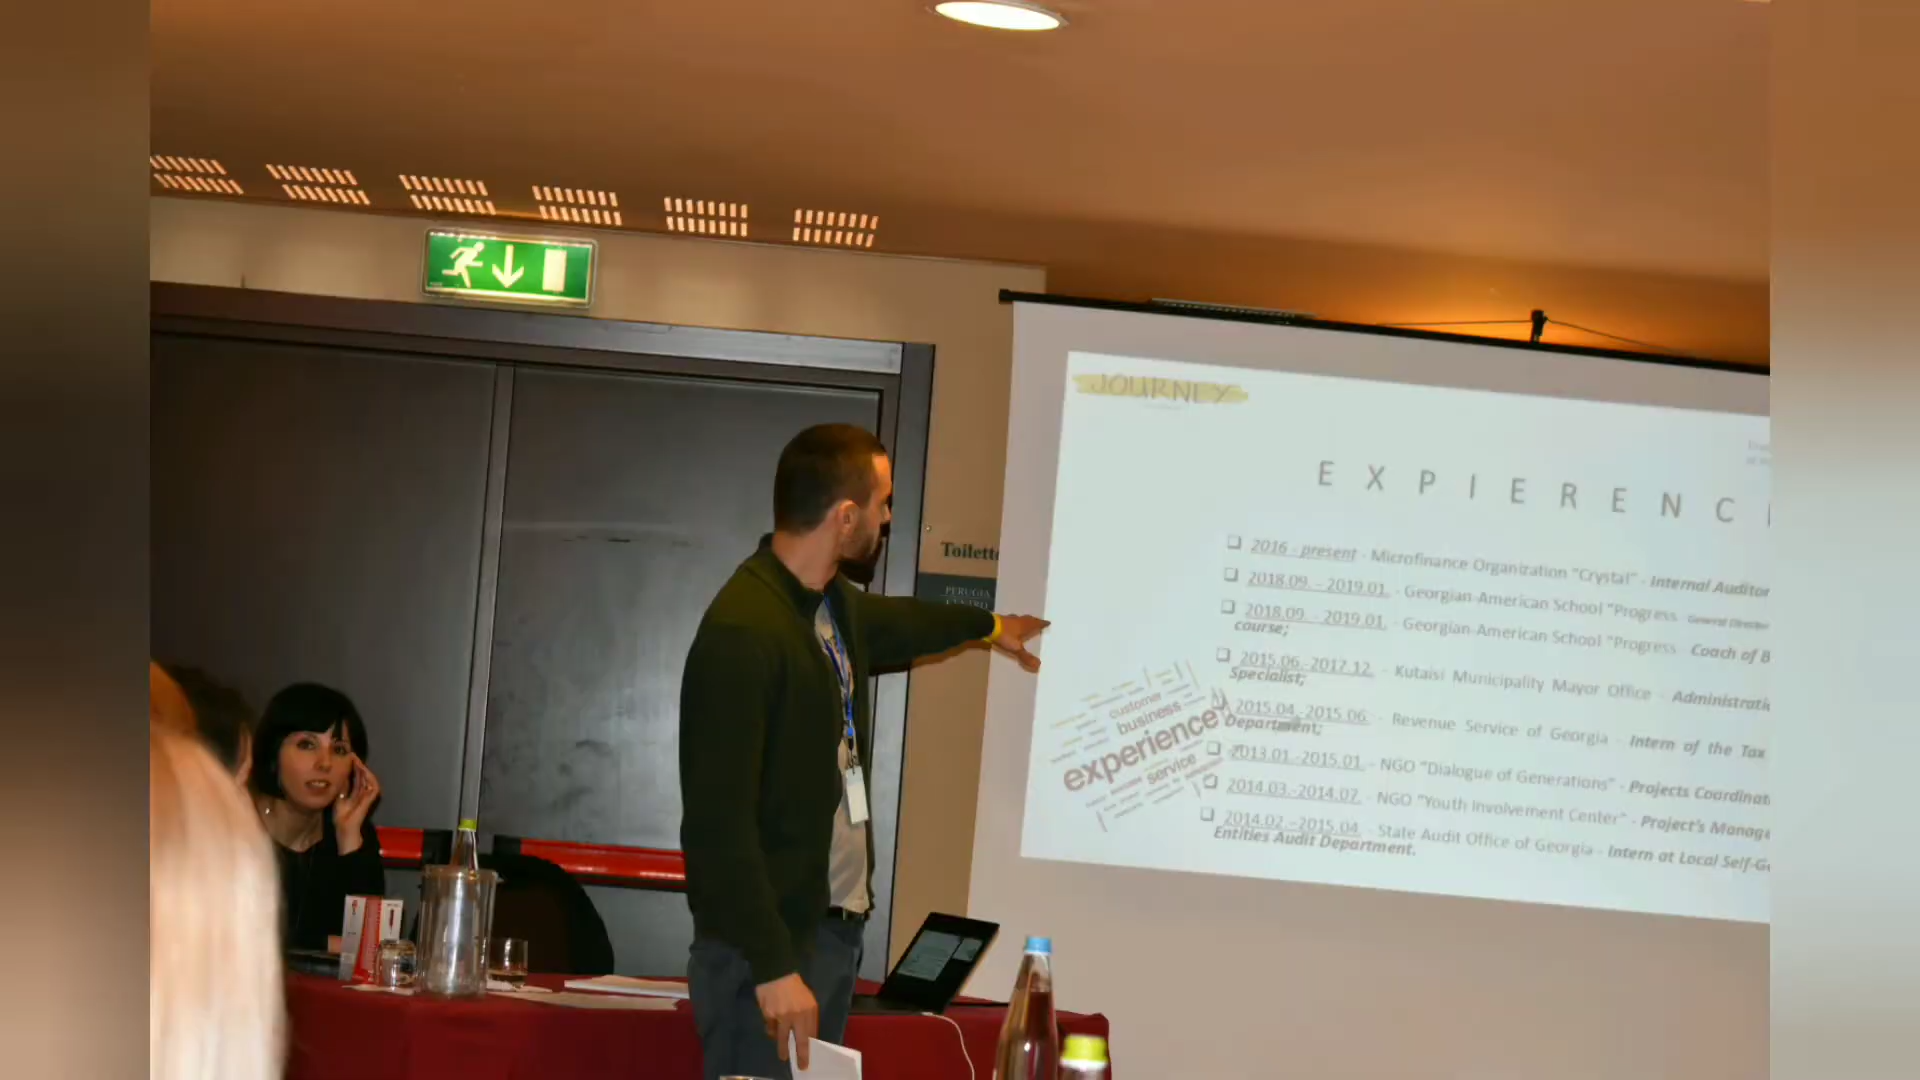 Toilette
PERUGIA
JOURNEY
EXPIERENC
❑ 2016 - present - Microfinance Organization "Crystal" - Internal Auditor
❑ 2018.09. - 2019.01. - Georgian-American School "Progress General Director
❑ 2018.09. - 2019.01. - Georgian-American School "Progress Coach of B
course;
❑ 2015.06.-2017.12. - Kutaisi Municipality Mayor Office - Administrati
Specialist;
2015.04.-2015.06. - Revenue Service of Georgia - Intern of the Tax
Department;
❑ 2013.01.-2015.01. - NGO "Dialogue of Generations" - Projects Coordinat
❑ 2014.03.-2014.07. - NGO "Youth Involvement Center" - Project's Manage
❑ 2014.02.-2015.04. - State Audit Office of Georgia - Intern at Local Self-G
Entities Audit Department.
customer
business
experience
service